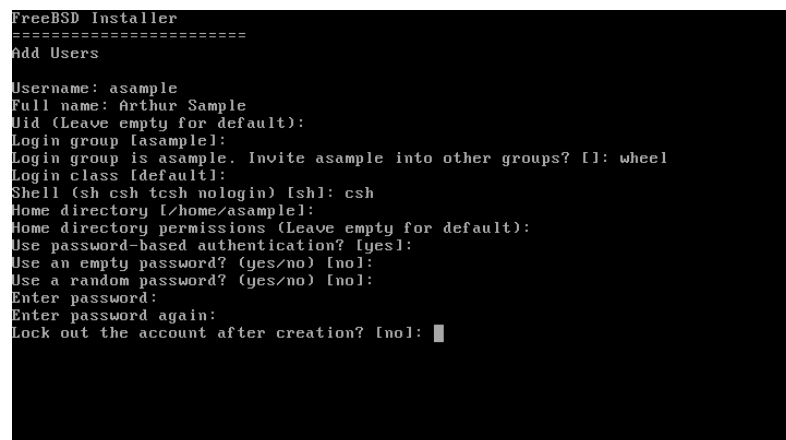 FreeBSD Installer
========================
Add Users

Username: asample
Full name: Arthur Sample
Uid (Leave empty for default):
Login group [asample]:
Login group is asample. Invite asample into other groups? []: wheel
Login class [default]:
Shell (sh csh tcsh nologin) [sh]: csh
Home directory [/home/asample]:
Home directory permissions (Leave empty for default):
Use password-based authentication? [yes]:
Use an empty password? (yes/no) [no]:
Use a random password? (yes/no) [no]:
Enter password:
Enter password again:
Lock out the account after creation? [no]: